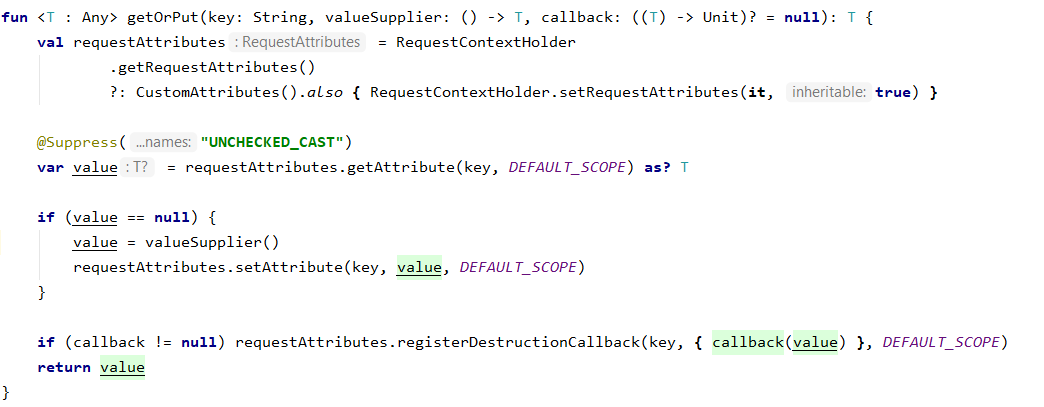 fun <T : Any> getOrPut(key: String, valueSupplier: () -> T, callback: ((T) -> Unit)? = null): T {
val requestAttributes : RequestAttributes = RequestContextHolder
.getRequestAttributes()
?: CustomAttributes().also { RequestContextHolder.setRequestAttributes(it, inheritable: true) }
@Suppress( ...names: "UNCHECKED_CAST")
var value : T? = requestAttributes.getAttribute(key, DEFAULT_SCOPE) as? T
if (value == null) {
value = valueSupplier()
requestAttributes.setAttribute(key, value, DEFAULT_SCOPE)
}
if (callback != null) requestAttributes.registerDestructionCallback(key, { callback(value) }, DEFAULT_SCOPE)
return value
}